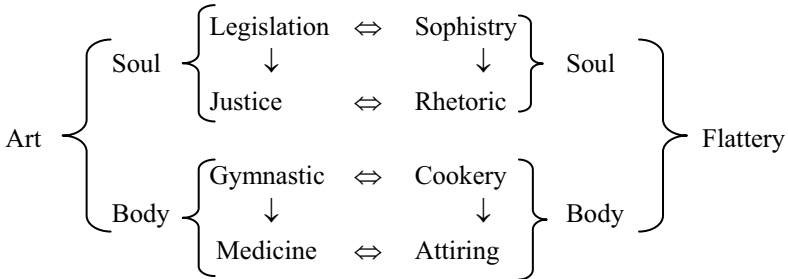 Legislation ⇔ Sophistry
Soul ↓ ↓ Soul
Justice ⇔ Rhetoric
Art Flattery
Gymnastic ⇔ Cookery
Body ↓ ↓ Body
Medicine ⇔ Attiring